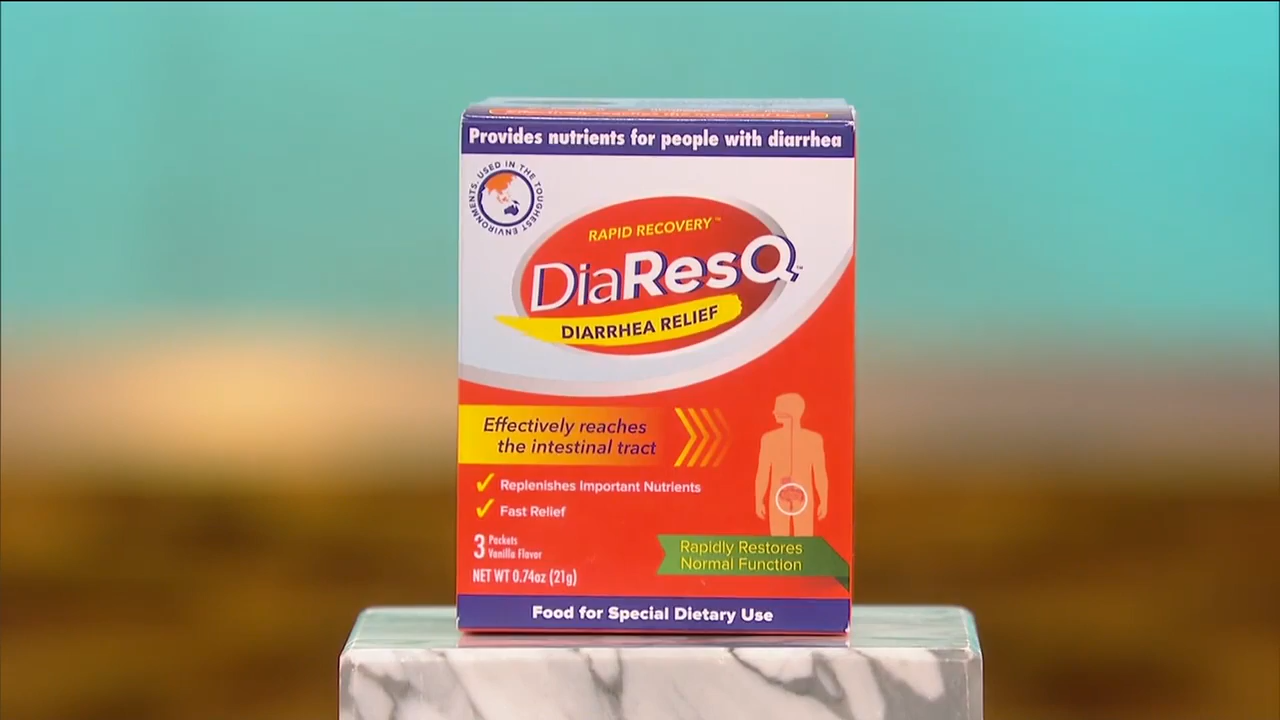 Provides nutrients for people with diarrhea
USED IN THE TOUGHEST ENVIRONMENTS.
RAPID RECOVERY™
DiaResQ™
DIARRHEA RELIEF
Effectively reaches
the intestinal tract
✓ Replenishes Important Nutrients
✓ Fast Relief
3 Packets
Vanilla Flavor
NET WT 0.74oz (21g)
Rapidly Restores
Normal Function
Food for Special Dietary Use